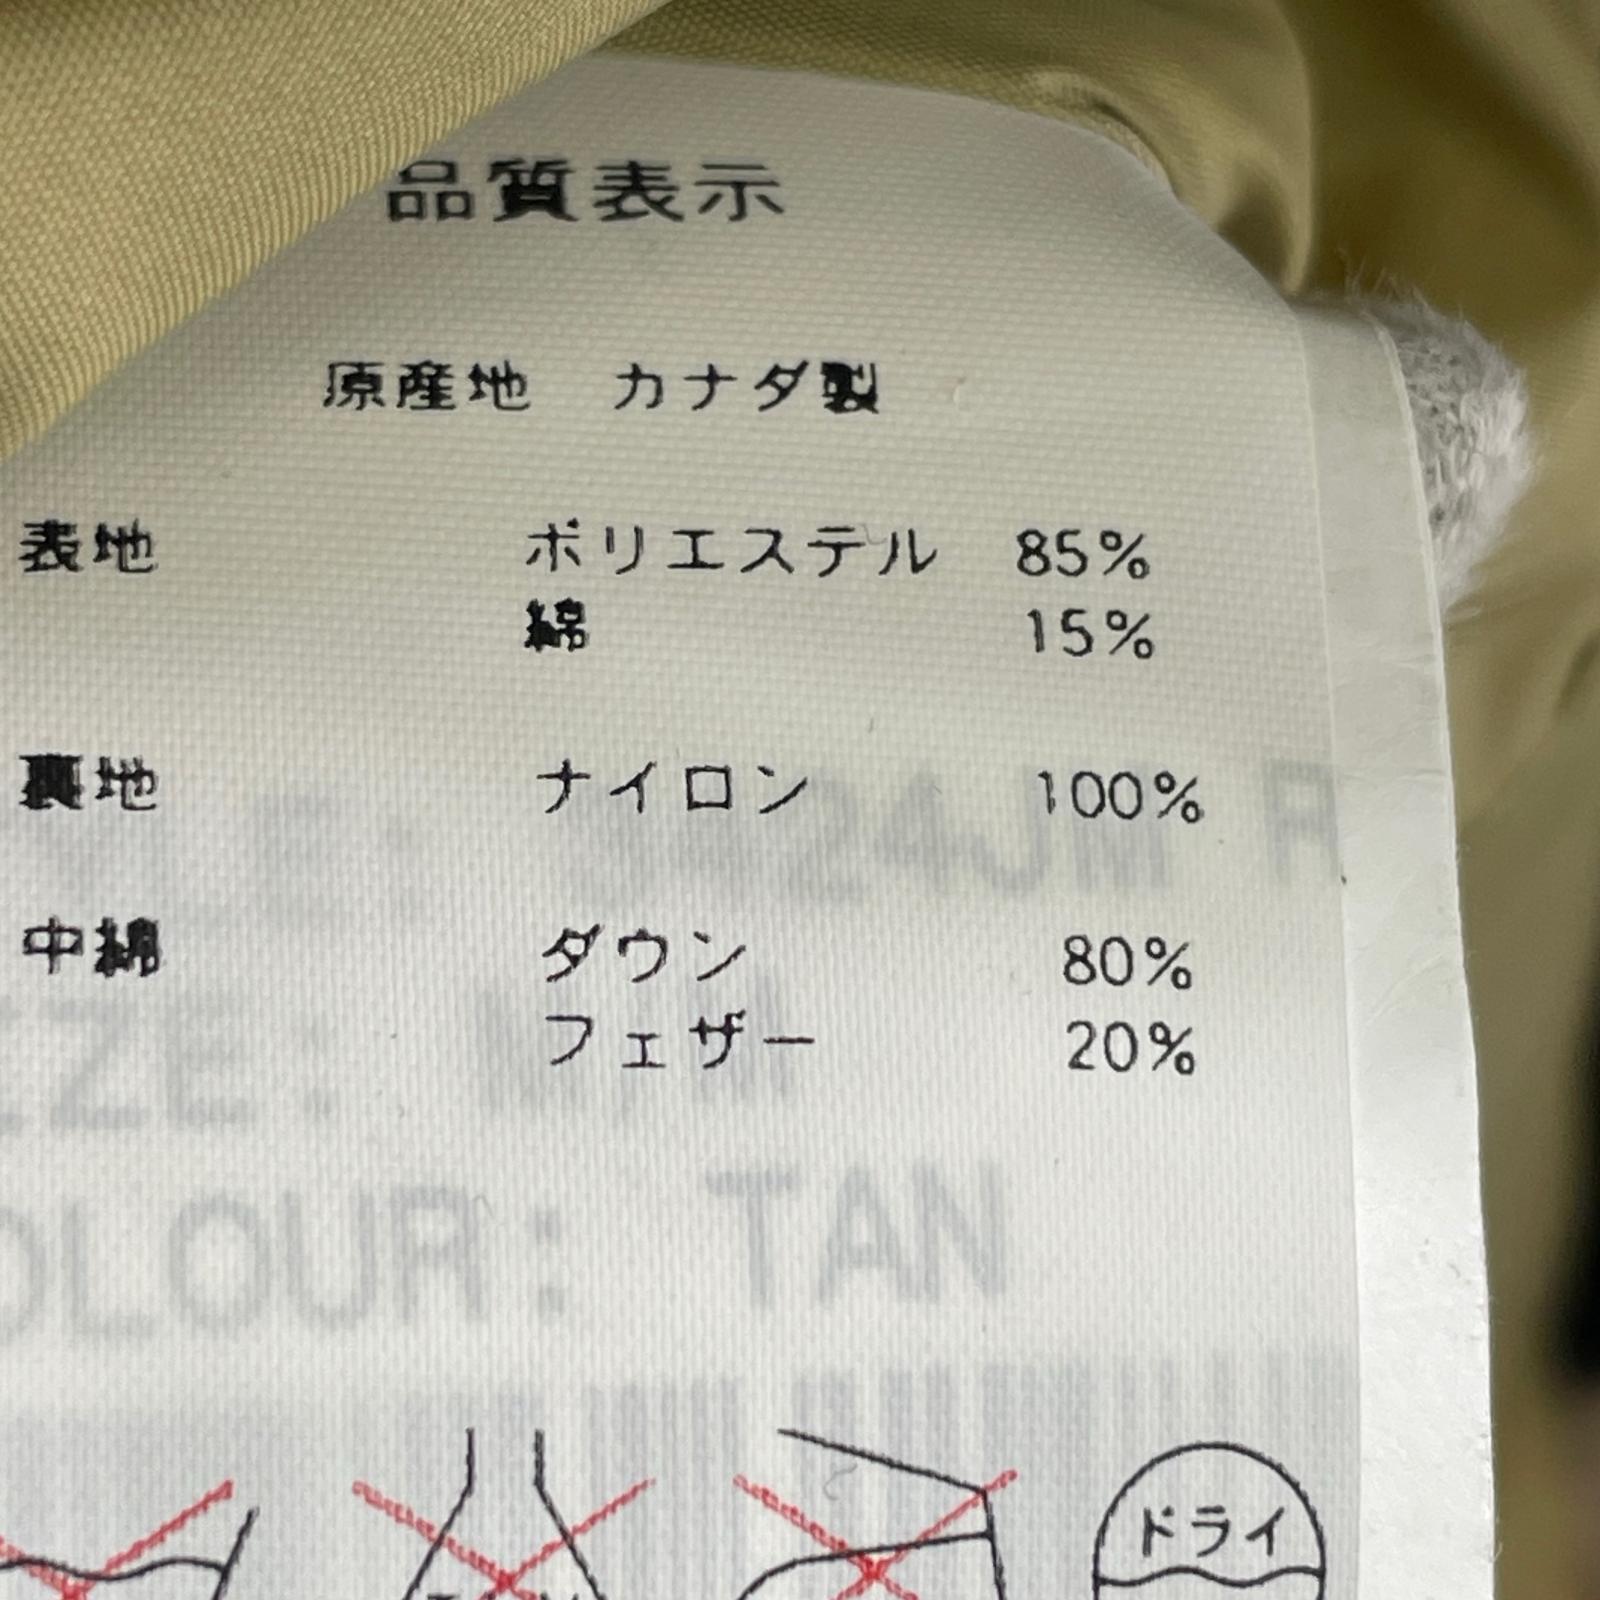 品質表示
原産地 カナダ製
表地 ポリエステル 85%
綿 15%
裏地 ナイロン 100%
24JM R
中綿 ダウン 80%
フェザー 20%
ZE:
OLOUR: TAN
ドライ